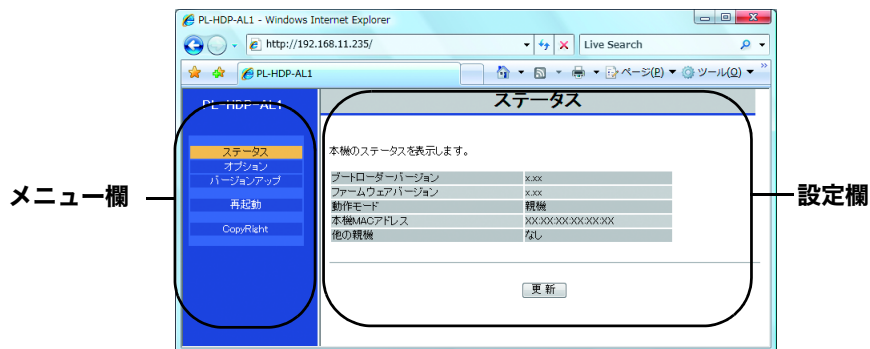 PL-HDP-AL1 - Windows Internet Explorer
http://192.168.11.235/
Live Search
PL-HDP-AL1
ページ(P)
ツール(O)
PL-HDP-AL1
ステータス
ステータス
オプション
バージョンアップ
再起動
CopyRight
本機のステータスを表示します。
ブートローダーバージョン x.xx
ファームウェアバージョン x.xx
動作モード 親機
本機MACアドレス XX:XX:XX:XX:XX:XX
他の親機 なし
更新
メニュー欄
設定欄